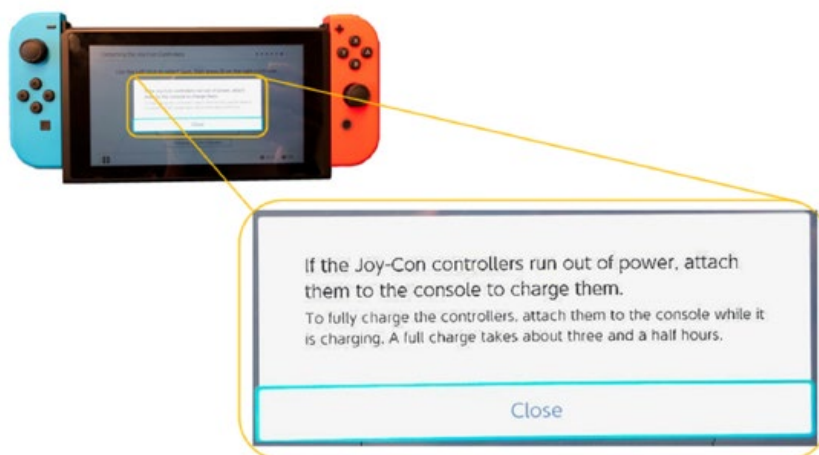 If the Joy-Con controllers run out of power, attach
them to the console to charge them.
To fully charge the controllers, attach them to the console while it
is charging. A full charge takes about three and a half hours.
Close